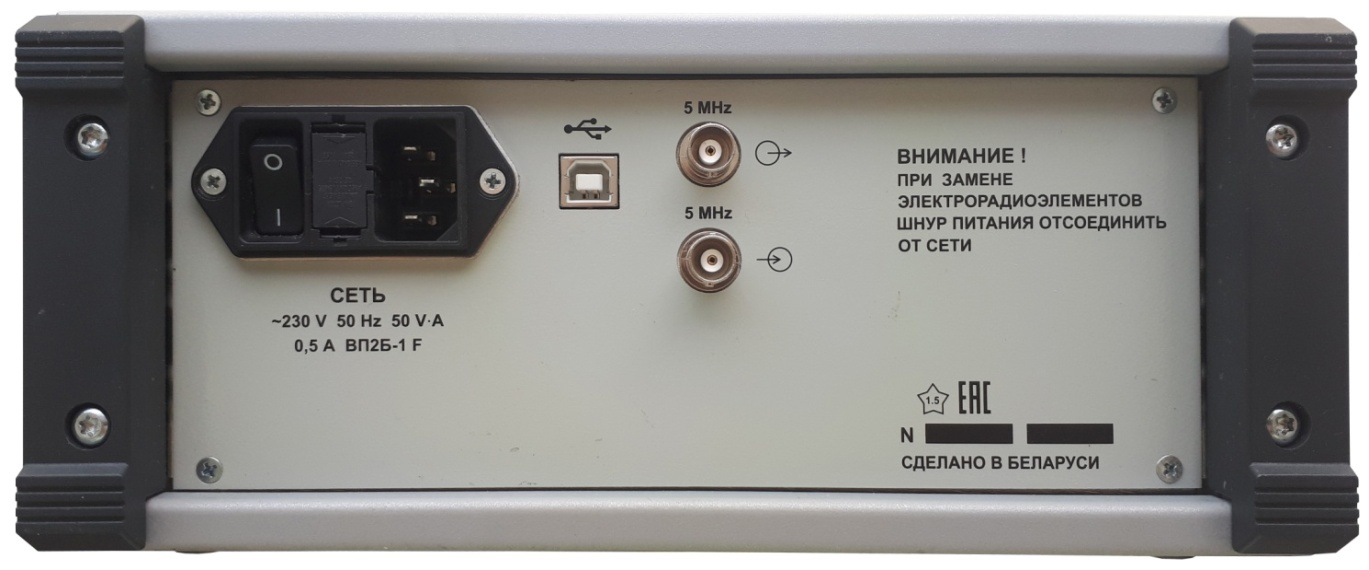 5 MHz
5 MHz
ВНИМАНИЕ !
ПРИ ЗАМЕНЕ
ЭЛЕКТРОРАДИОЭЛЕМЕНТОВ
ШНУР ПИТАНИЯ ОТСОЕДИНИТЬ
ОТ СЕТИ
СЕТЬ
~230 V 50 Hz 50 V·A
0,5 A ВП2Б-1 F
1.5 EAC
N
СДЕЛАНО В БЕЛАРУСИ